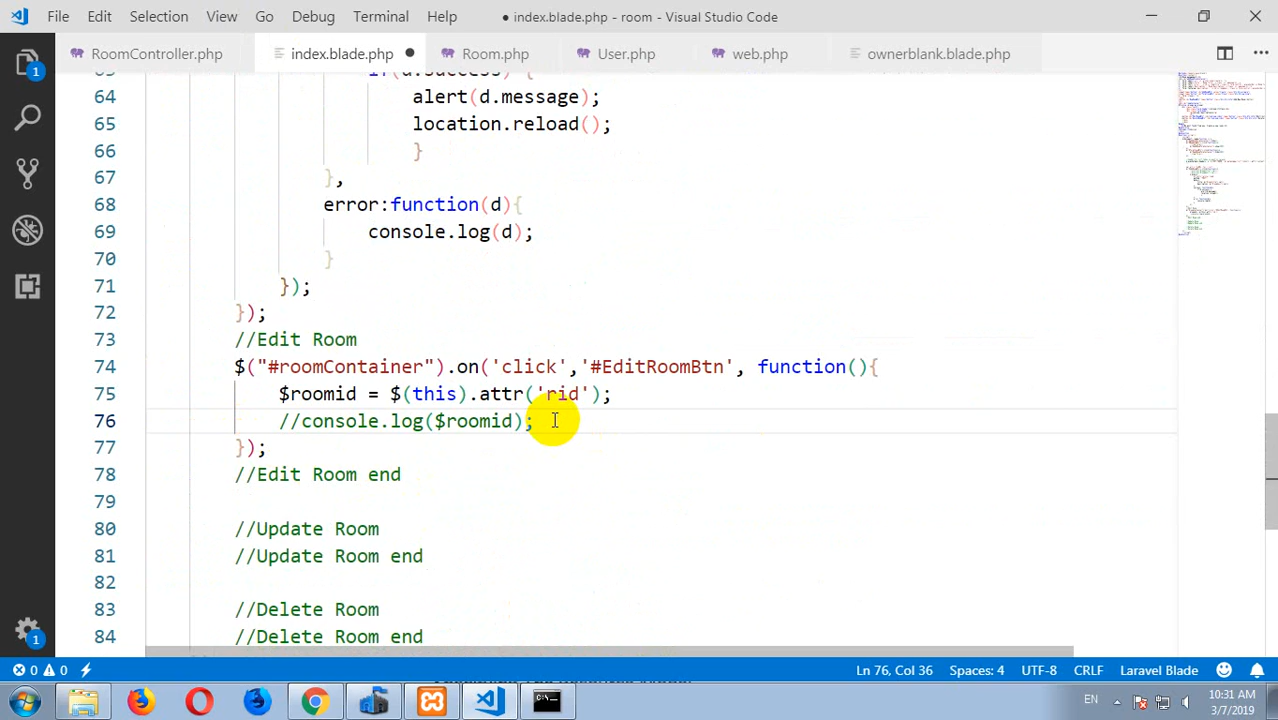 File Edit Selection View Go Debug Terminal Help ● index.blade.php - room - Visual Studio Code
RoomController.php index.blade.php ● Room.php User.php web.php ownerblank.blade.php
64 alert(d.message);
65 location.reload();
66 }
67 },
68 error:function(d){
69 console.log(d);
70 }
71 });
72 });
73 //Edit Room
74 $("#roomContainer").on('click','#EditRoomBtn', function(){
75 $roomid = $(this).attr('rid');
76 //console.log($roomid);
77 });
78 //Edit Room end
79
80 //Update Room
81 //Update Room end
82
83 //Delete Room
84 //Delete Room end
1
1
0 0 Ln 76, Col 36 Spaces: 4 UTF-8 CRLF Laravel Blade
EN 10:31 AM
3/7/2019